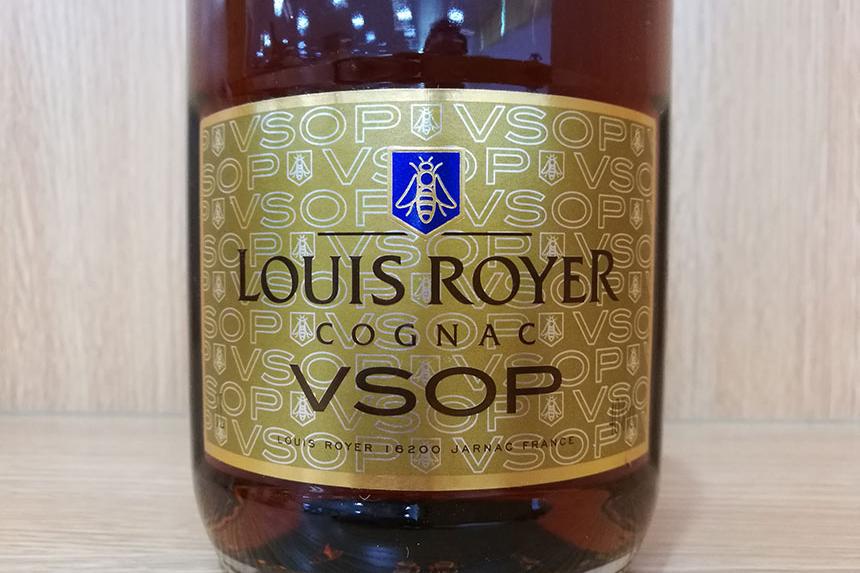 LOUIS ROYER
COGNAC
VSOP
LOUIS ROYER 16200 JARNAC FRANCE